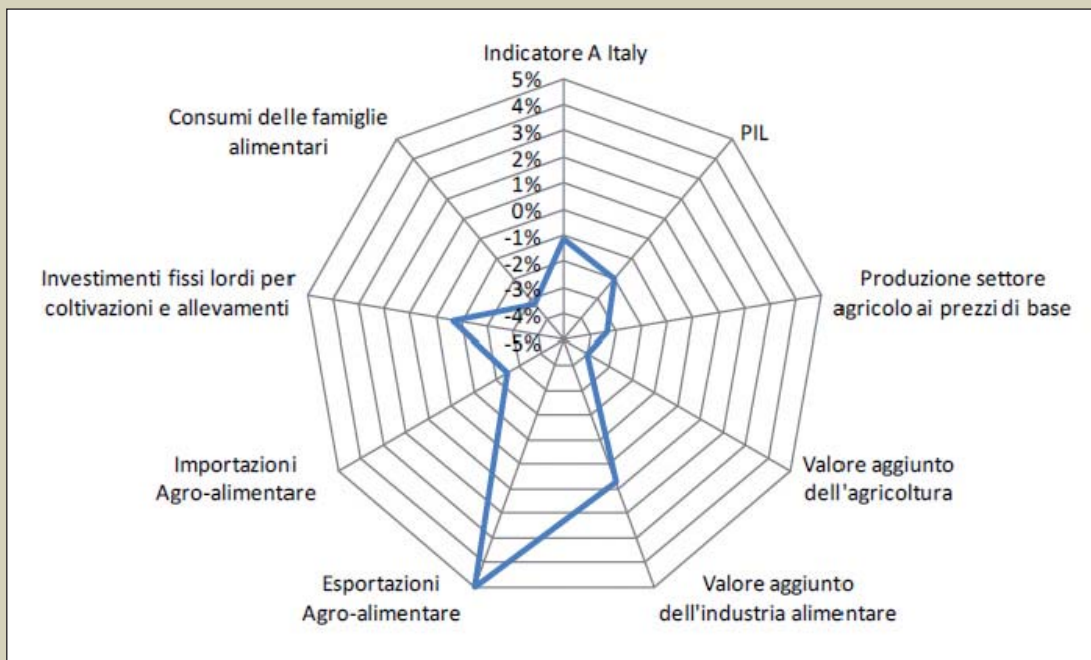 Indicatore A Italy
5%
4%
3%
2%
1%
0%
-1%
-2%
-3%
-4%
-5%
PIL
Produzione settore
agricolo ai prezzi di base
Valore aggiunto
dell'agricoltura
Valore aggiunto
dell'industria alimentare
Esportazioni
Agro-alimentare
Importazioni
Agro-alimentare
Investimenti fissi lordi per
coltivazioni e allevamenti
Consumi delle famiglie
alimentari